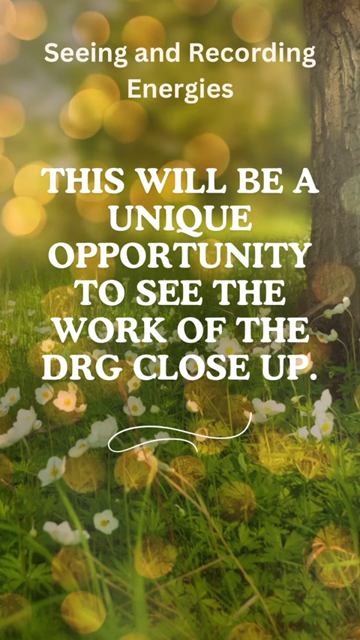 Seeing and Recording
Energies
THIS WILL BE A
UNIQUE
OPPORTUNITY
TO SEE THE
WORK OF THE
DRG CLOSE UP.